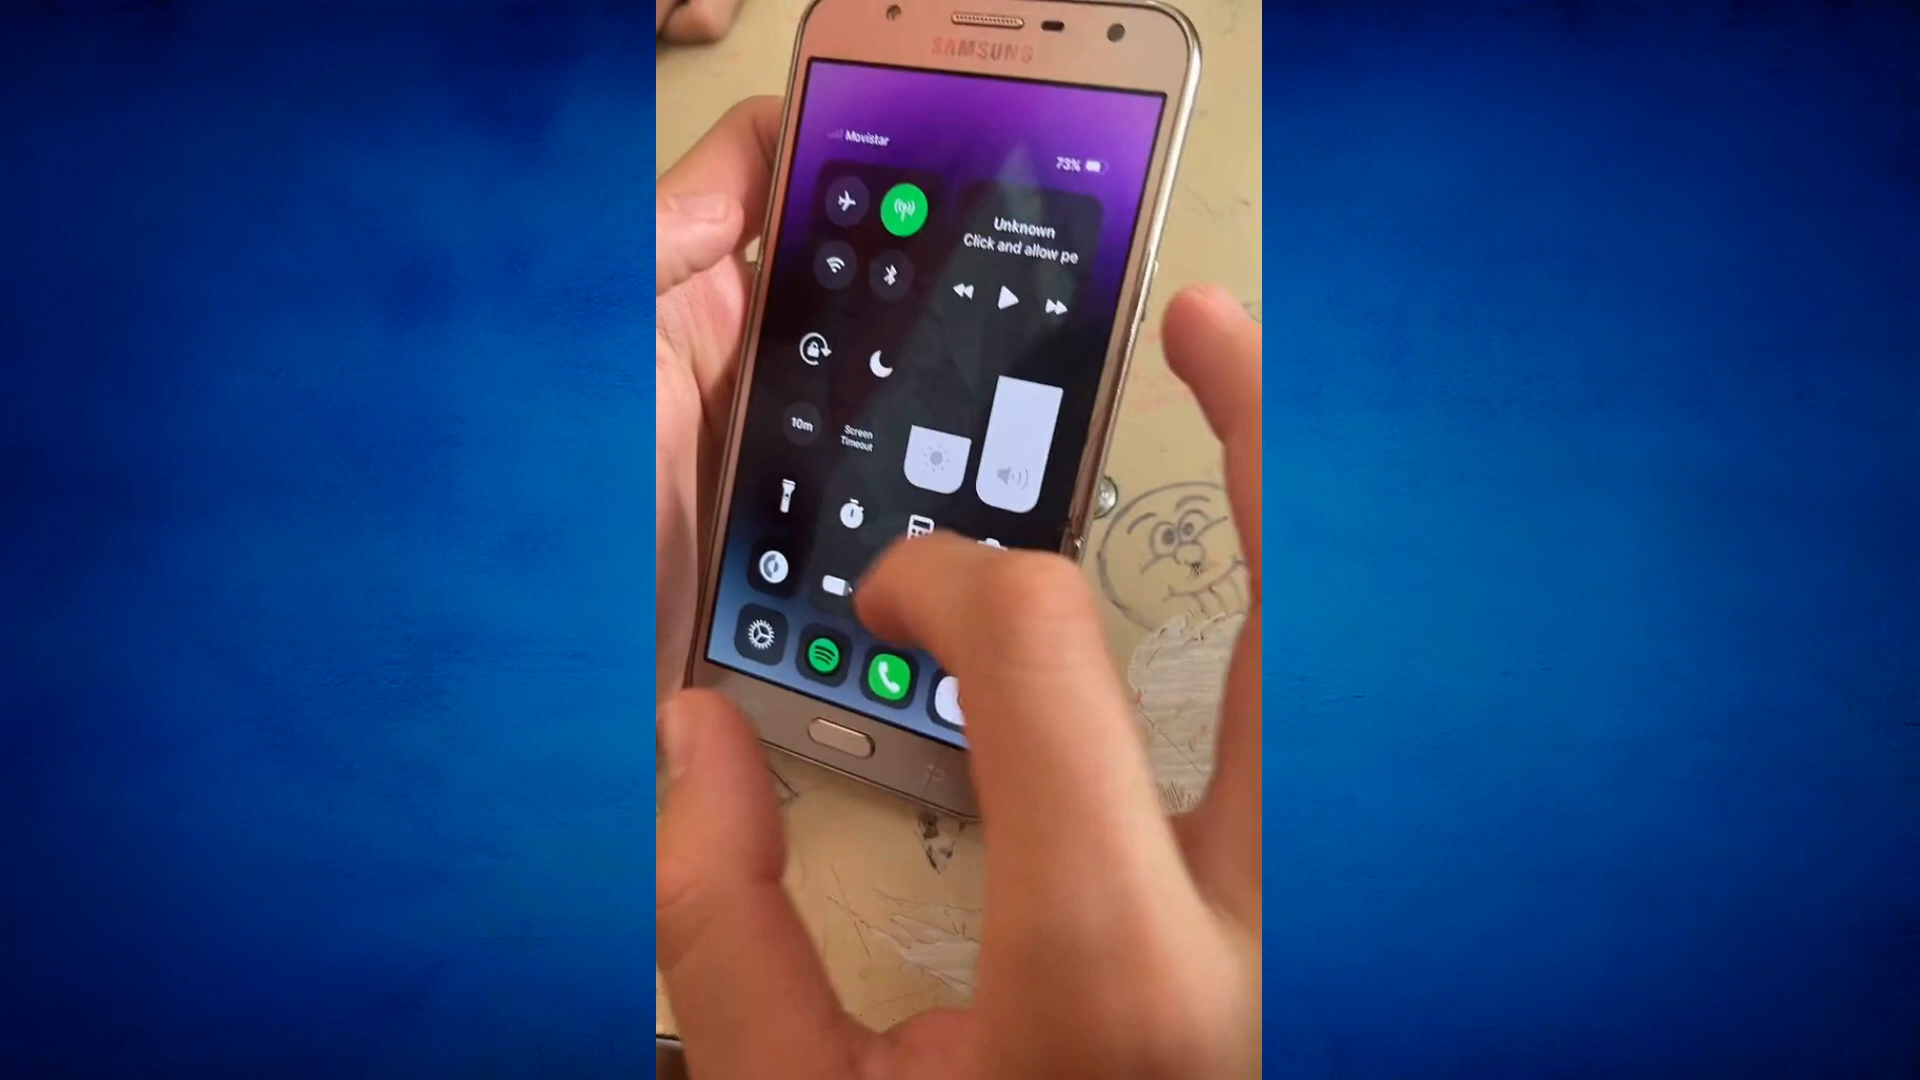 SAMSUNG
Movistar
73%
Unknown
Click and allow pe
10m
Screen
Timeout